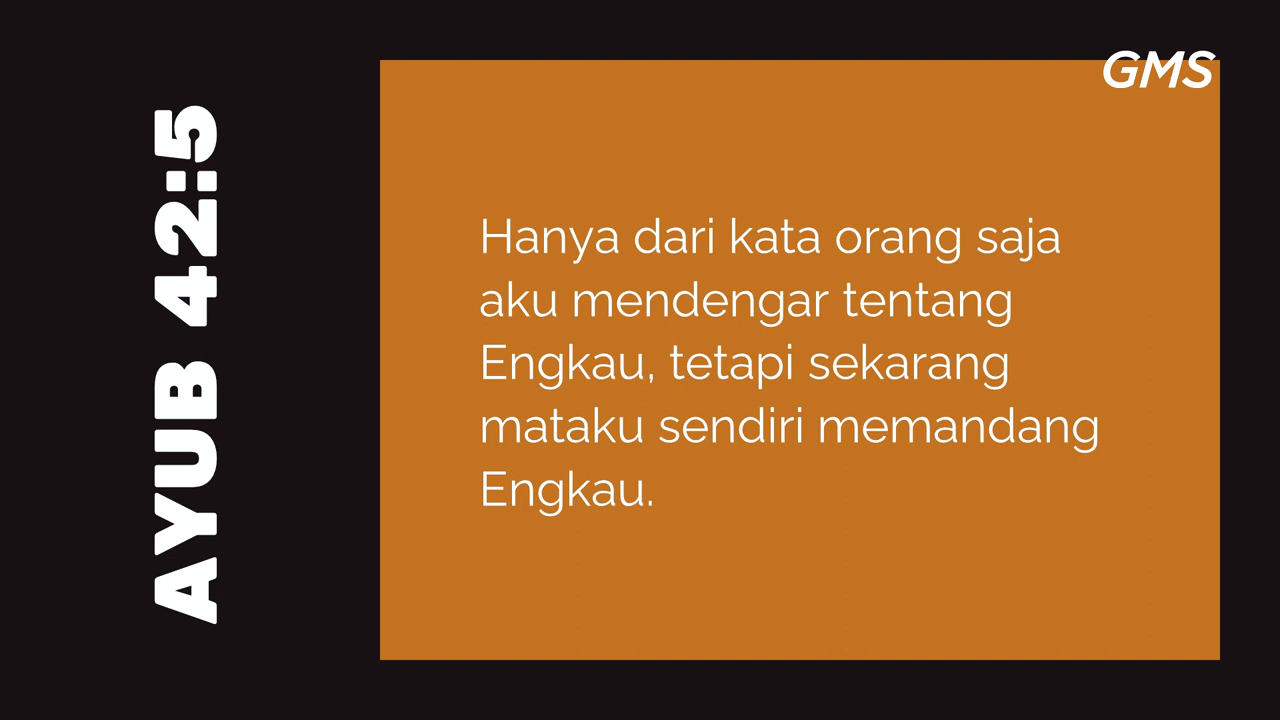 AYUB 42:5
GMS
Hanya dari kata orang saja
aku mendengar tentang
Engkau, tetapi sekarang
mataku sendiri memandang
Engkau.